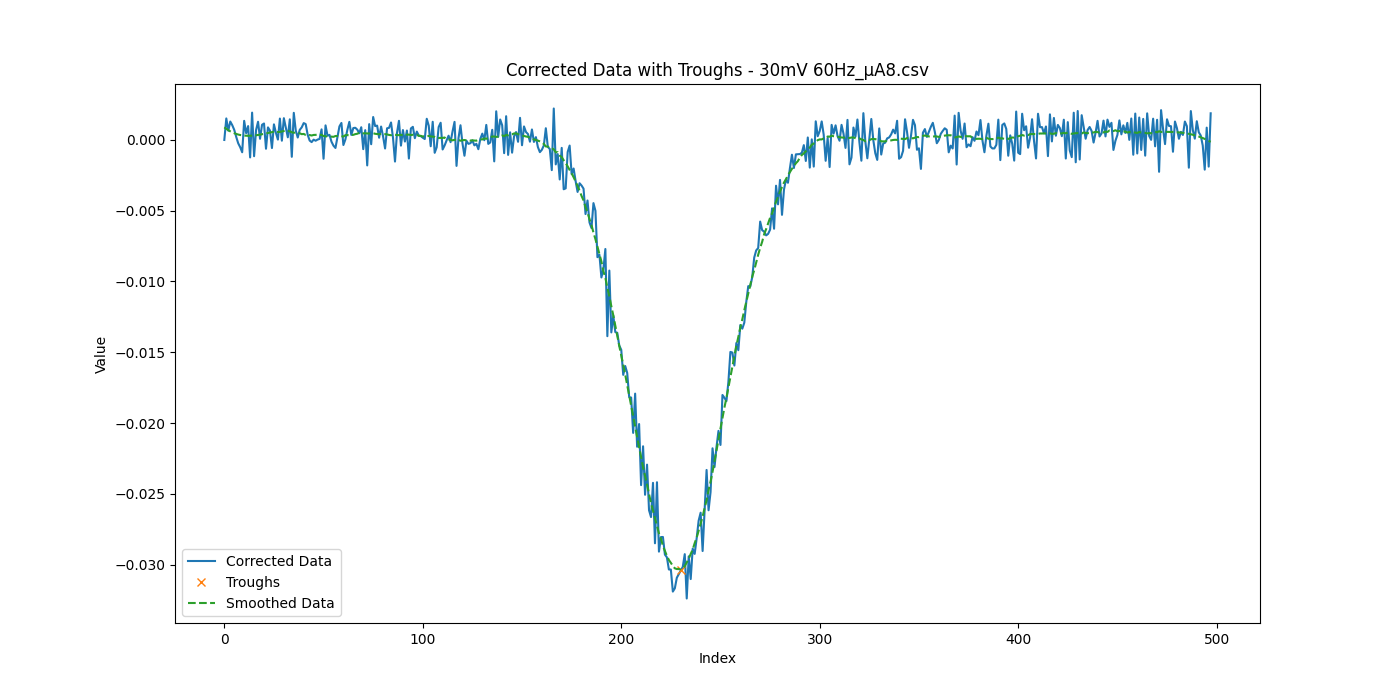 Corrected Data with Troughs - 30mV 60Hz_μA8.csv
0.000
−0.005
−0.010
−0.015
−0.020
−0.025
−0.030
Value
Corrected Data
Troughs
Smoothed Data
0 100 200 300 400 500
Index